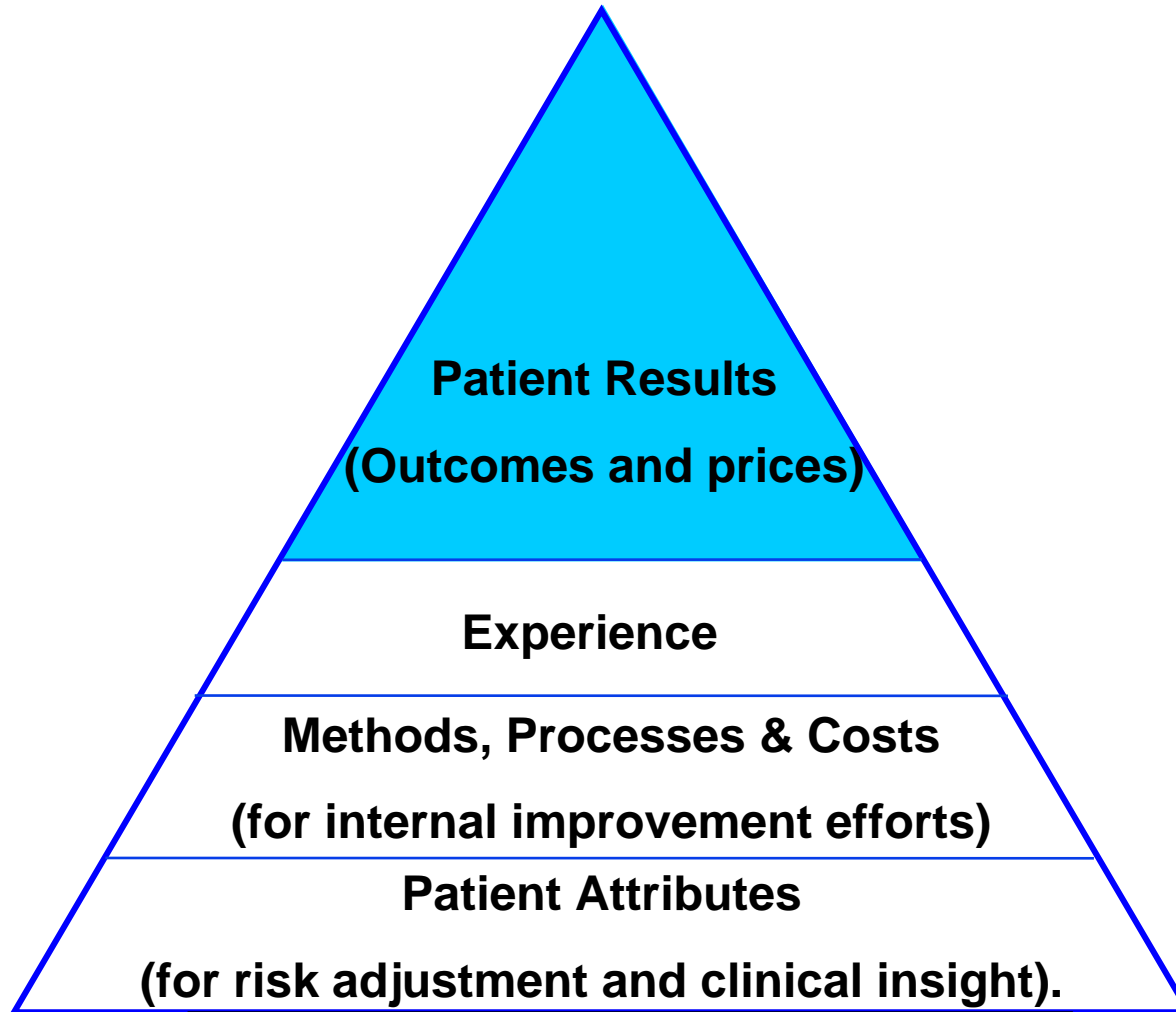 Patient Results
(Outcomes and prices)
Experience
Methods, Processes & Costs
(for internal improvement efforts)
Patient Attributes
(for risk adjustment and clinical insight).